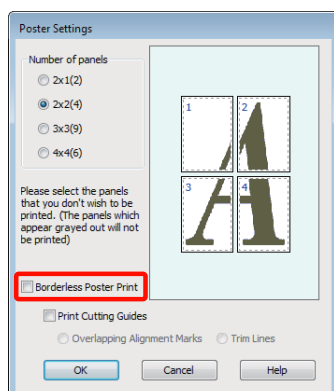 Poster Settings
Number of panels
2x1(2)
2x2(4)
3x3(9)
4x4(6)
1 2
3 4
Please select the panels
that you don't wish to be
printed. (The panels which
appear grayed out will not
be printed)
Borderless Poster Print
Print Cutting Guides
Overlapping Alignment Marks Trim Lines
OK Cancel Help